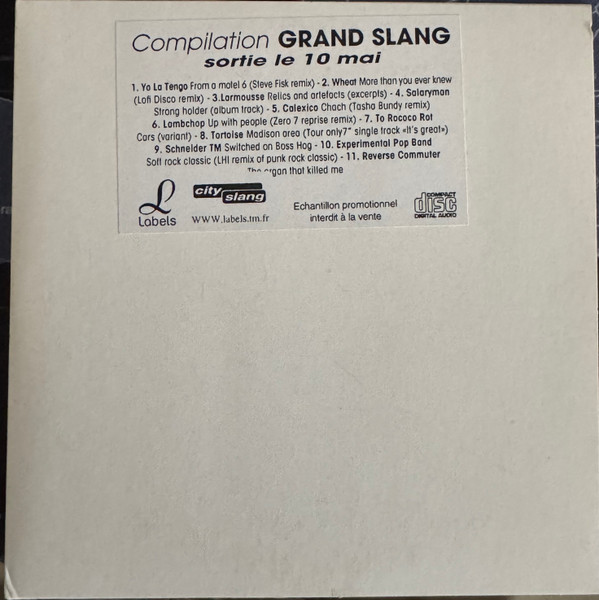 Compilation GRAND SLANG
sortie le 10 mai
1. Yo La Tengo From a motel 6 (Steve Fisk remix) - 2. Wheat More than you ever knew
(Lofi Disco remix) - 3. Larmousse Relics and artefacts (excerpts) - 4. Salaryman
Strong holder (album track) - 5. Calexico Chach (Tasha Bundy remix)
6. Lambchop Up with people (Zero 7 reprise remix) - 7. To Rococo Rot
Cars (variant) - 8. Tortoise Madison area (Tour only7" single track «It's great»)
9. Schneider TM Switched on Boss Hog - 10. Experimental Pop Band
Soft rock classic (LHI remix of punk rock classic) - 11. Reverse Commuter
The organ that killed me
L
Labels
city
slang
WWW.labels.tm.fr
Echantillon promotionnel
interdit à la vente
COMPACT
disc
DIGITAL AUDIO